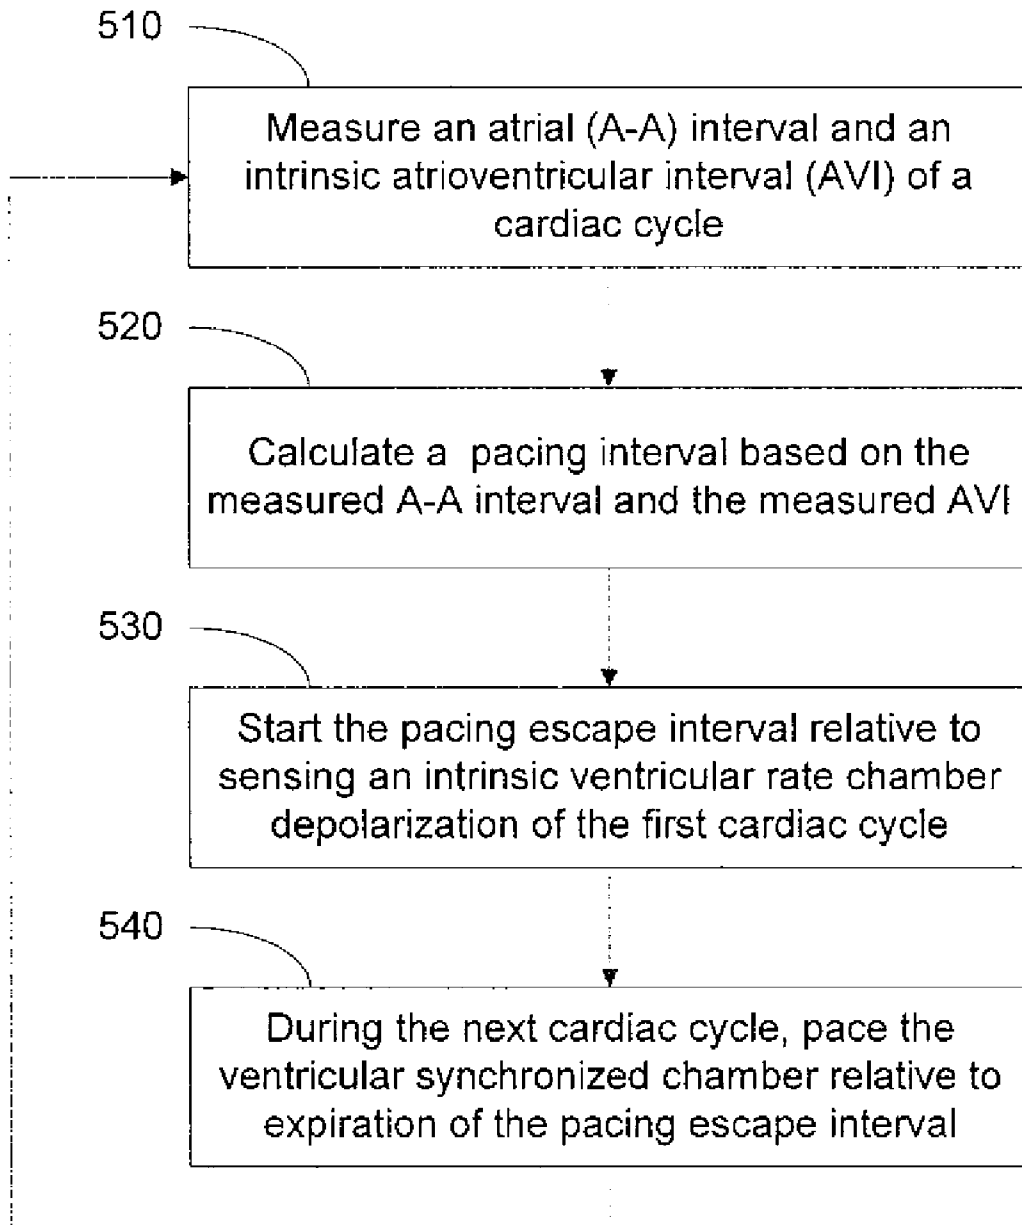 510
Measure an atrial (A-A) interval and an
intrinsic atrioventricular interval (AVI) of a
cardiac cycle
520
Calculate a pacing interval based on the
measured A-A interval and the measured AVI
530
Start the pacing escape interval relative to
sensing an intrinsic ventricular rate chamber
depolarization of the first cardiac cycle
540
During the next cardiac cycle, pace the
ventricular synchronized chamber relative to
expiration of the pacing escape interval